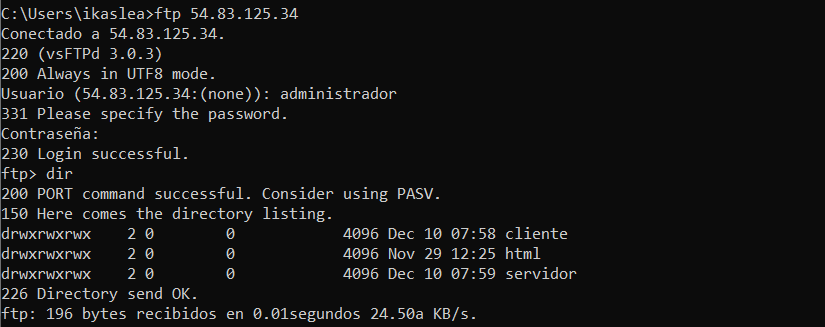 C:\Users\ikaslea>ftp 54.83.125.34
Conectado a 54.83.125.34.
220 (vsFTPd 3.0.3)
200 Always in UTF8 mode.
Usuario (54.83.125.34:(none)): administrador
331 Please specify the password.
Contraseña:
230 Login successful.
ftp> dir
200 PORT command successful. Consider using PASV.
150 Here comes the directory listing.
drwxrwxrwx    2 0        0            4096 Dec 10 07:58 cliente
drwxrwxrwx    2 0        0            4096 Nov 29 12:25 html
drwxrwxrwx    2 0        0            4096 Dec 10 07:59 servidor
226 Directory send OK.
ftp: 196 bytes recibidos en 0.01segundos 24.50a KB/s.